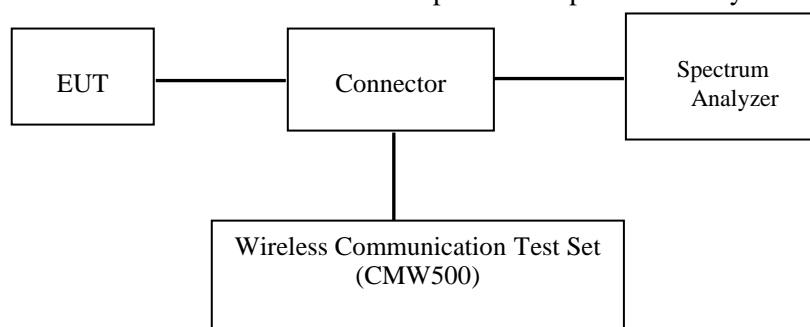 EUT
Connector
Spectrum
Analyzer
Wireless Communication Test Set
(CMW500)